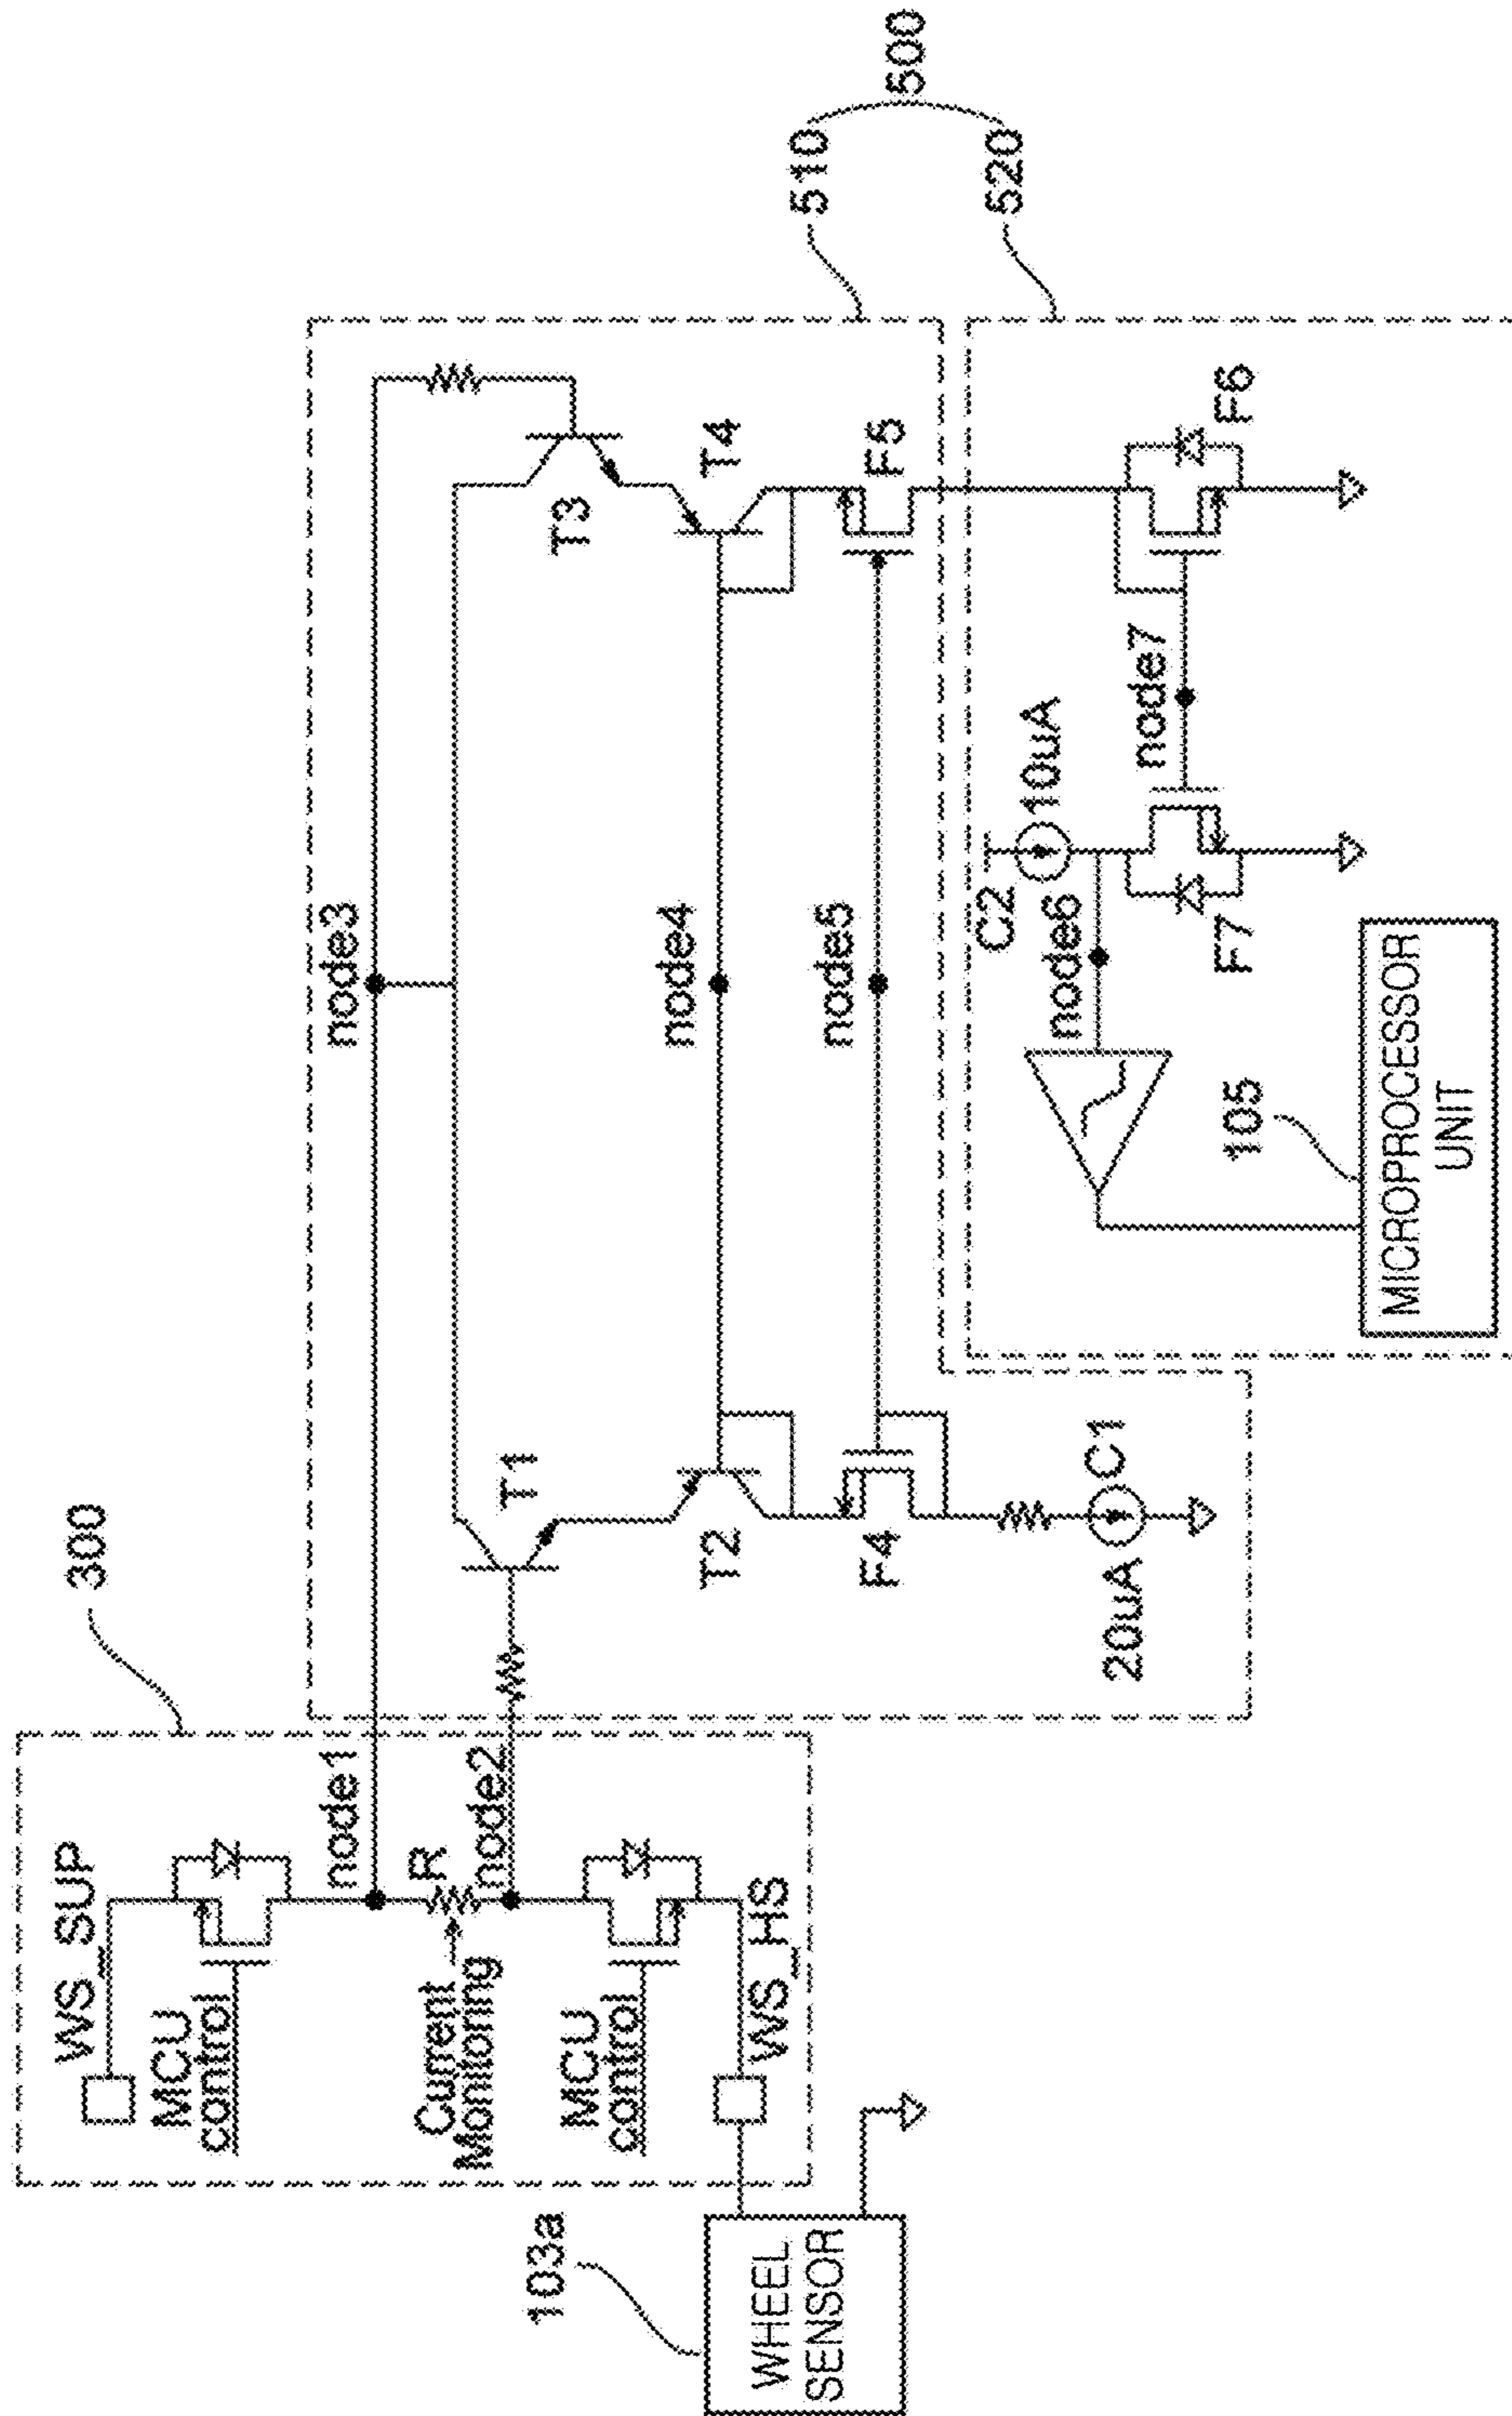 300
WS_SUP
MCU
control
node1
Current
Monitoring
R
node2
MCU
control
WS_HS
103a
WHEEL
SENSOR
node3
T1
T3
T2
node4
T4
F4
node5
F5
20uA
C1
510
520
500
C2
10uA
node6
node7
F7
F6
105
MICROPROCESSOR
UNIT